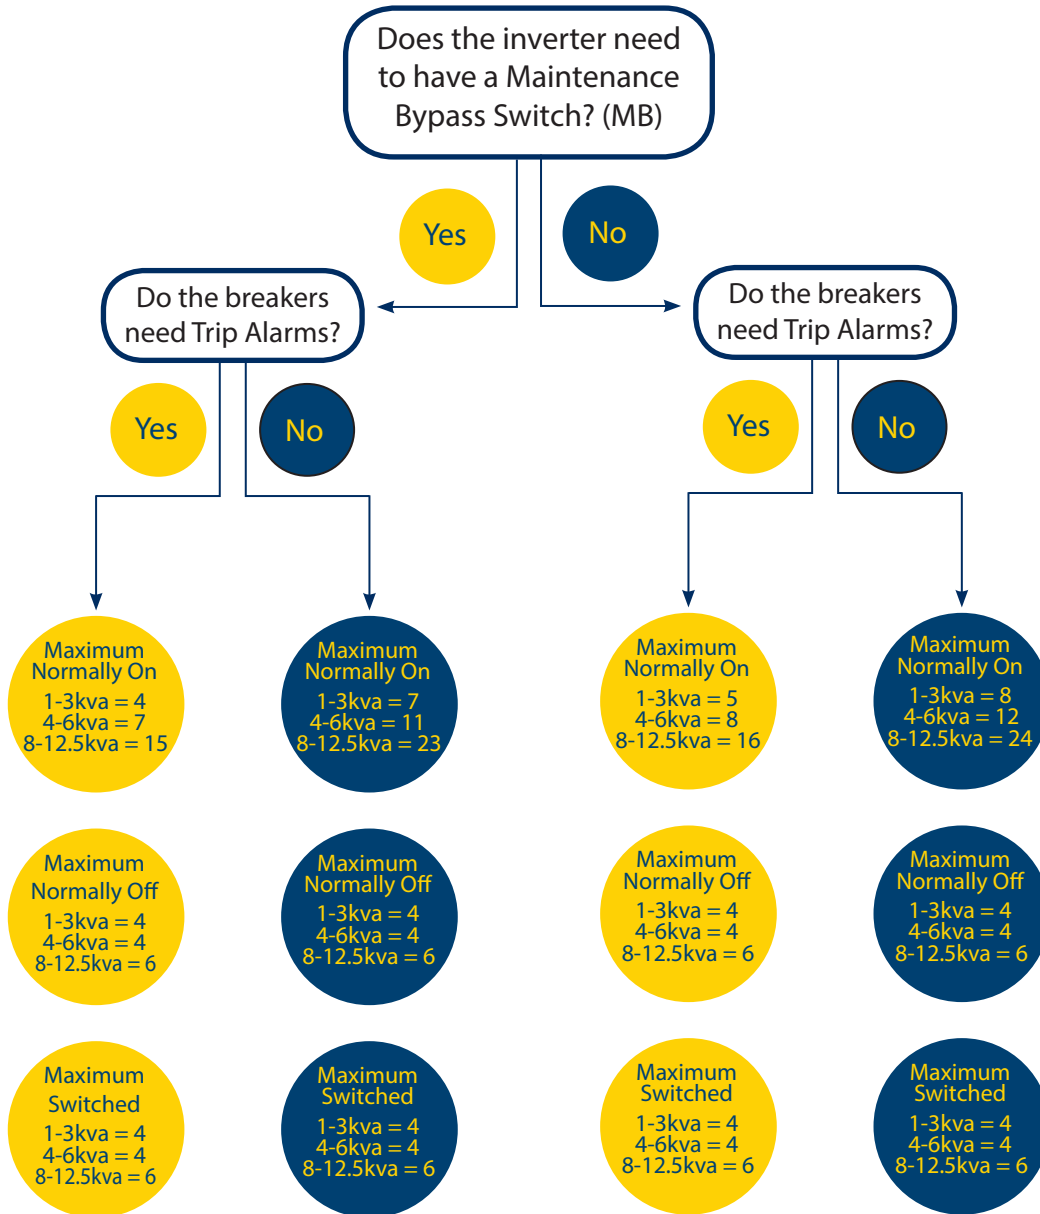 Does the inverter need
to have a Maintenance
Bypass Switch? (MB)
Yes
No
Do the breakers
need Trip Alarms?
Do the breakers
need Trip Alarms?
Yes
No
Yes
No
Maximum
Normally On
1-3kva = 4
4-6kva = 7
8-12.5kva = 15
Maximum
Normally On
1-3kva = 7
4-6kva = 11
8-12.5kva = 23
Maximum
Normally On
1-3kva = 5
4-6kva = 8
8-12.5kva = 16
Maximum
Normally On
1-3kva = 8
4-6kva = 12
8-12.5kva = 24
Maximum
Normally Off
1-3kva = 4
4-6kva = 4
8-12.5kva = 6
Maximum
Normally Off
1-3kva = 4
4-6kva = 4
8-12.5kva = 6
Maximum
Normally Off
1-3kva = 4
4-6kva = 4
8-12.5kva = 6
Maximum
Normally Off
1-3kva = 4
4-6kva = 4
8-12.5kva = 6
Maximum
Switched
1-3kva = 4
4-6kva = 4
8-12.5kva = 6
Maximum
Switched
1-3kva = 4
4-6kva = 4
8-12.5kva = 6
Maximum
Switched
1-3kva = 4
4-6kva = 4
8-12.5kva = 6
Maximum
Switched
1-3kva = 4
4-6kva = 4
8-12.5kva = 6